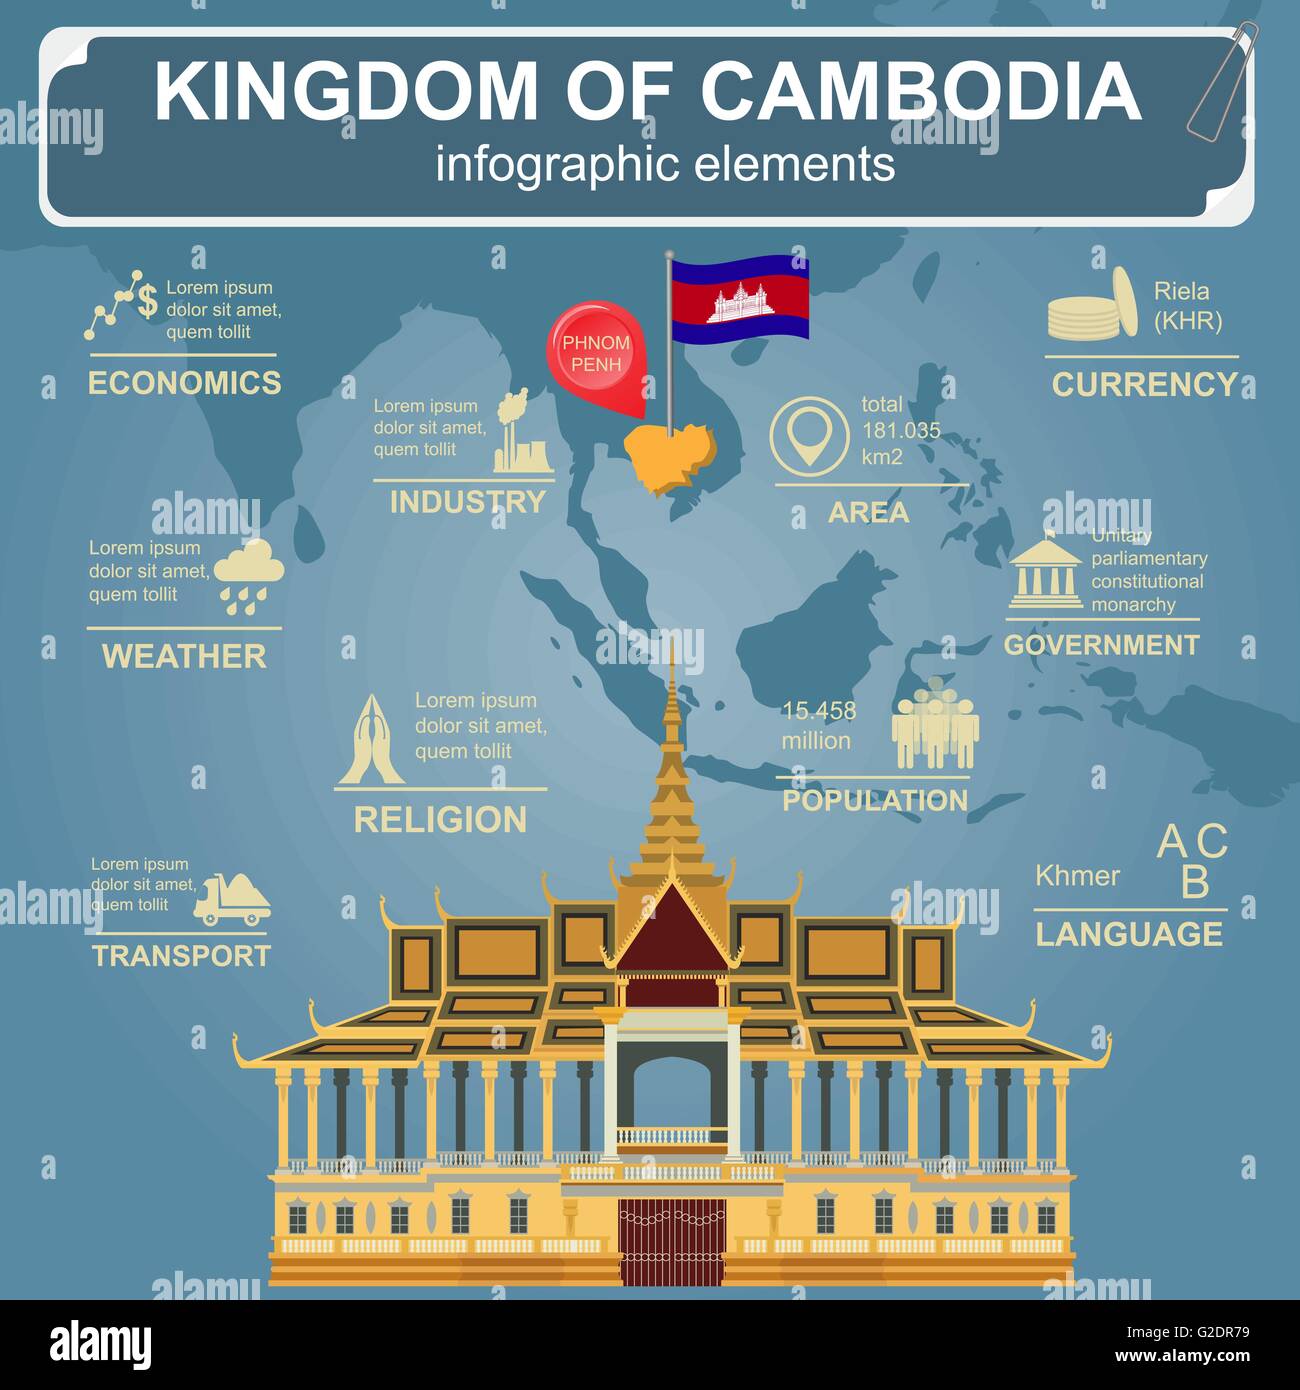 KINGDOM OF CAMBODIA
infographic elements
Lorem ipsum
dolor sit amet,
quem tollit
$
ECONOMICS
PHNOM
PENH
Riela
(KHR)
CURRENCY
Lorem ipsum
dolor sit amet,
quem tollit
INDUSTRY
total
181.035
km2
AREA
Lorem ipsum
dolor sit amet,
quem tollit
WEATHER
Unitary
parliamentary
constitutional
monarchy
GOVERNMENT
Lorem ipsum
dolor sit amet,
quem tollit
RELIGION
15.458
million
POPULATION
Lorem ipsum
dolor sit amet,
quem tollit
TRANSPORT
Khmer
A C
B
LANGUAGE
alamy
a
alamy stock photo
G2DR79
www.alamy.com